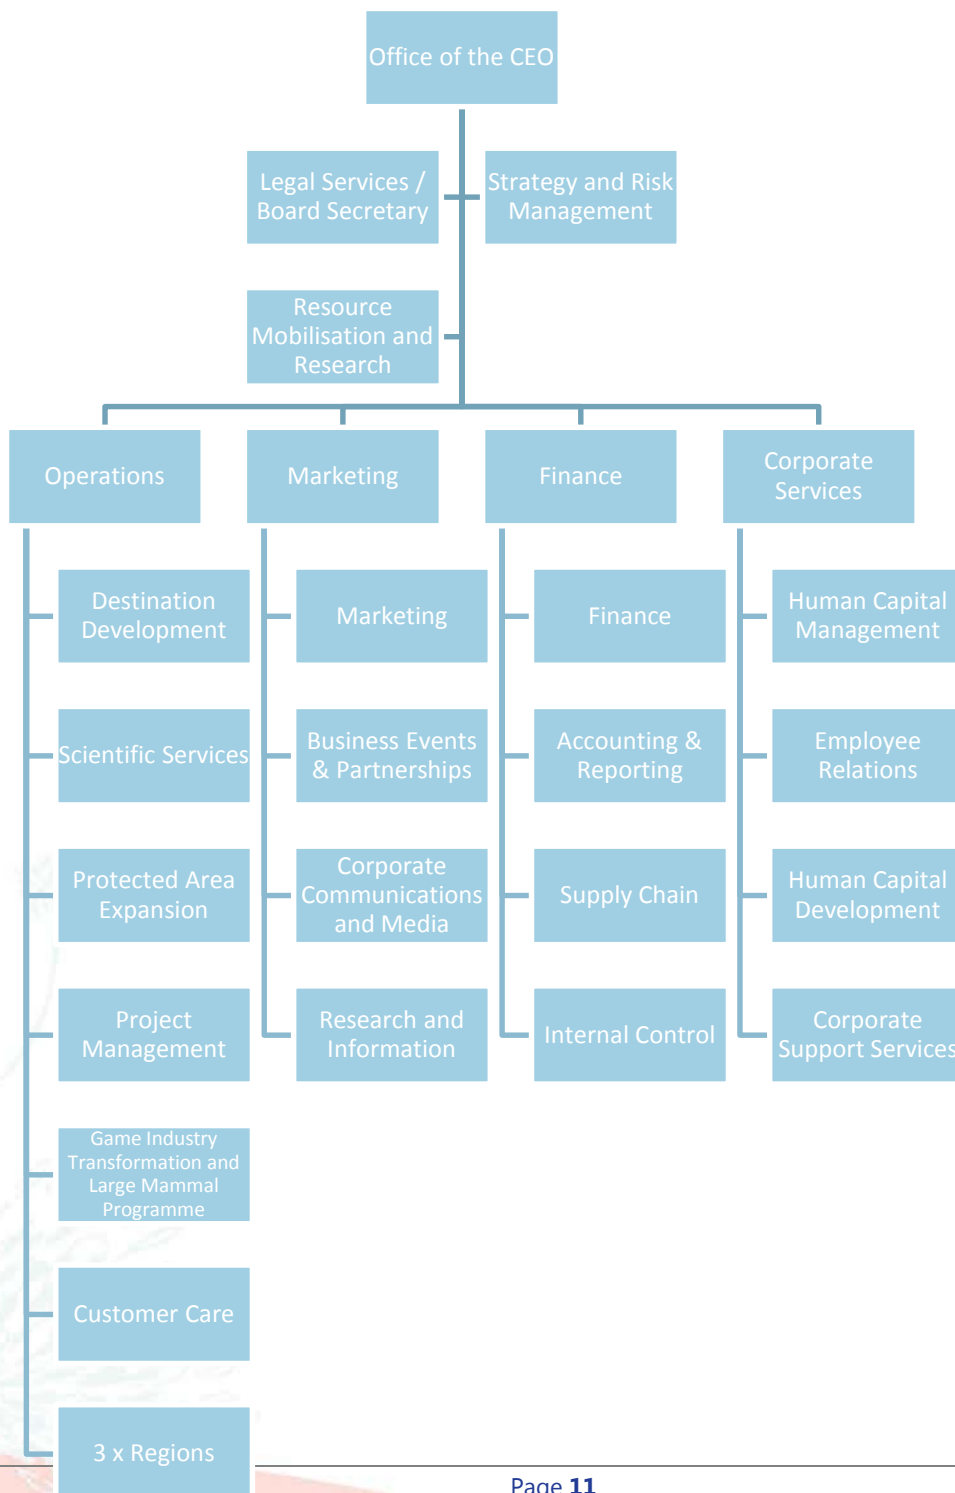 Office of the CEO
Legal Services /
Board Secretary
Strategy and Risk
Management
Resource
Mobilisation and
Research
Operations
Marketing
Finance
Corporate
Services
Destination
Development
Marketing
Finance
Human Capital
Management
Scientific Services
Business Events
& Partnerships
Accounting &
Reporting
Employee
Relations
Protected Area
Expansion
Corporate
Communications
and Media
Supply Chain
Human Capital
Development
Project
Management
Research and
Information
Internal Control
Corporate
Support Services
Game Industry
Transformation and
Large Mammal
Programme
Customer Care
3 x Regions
Page 11